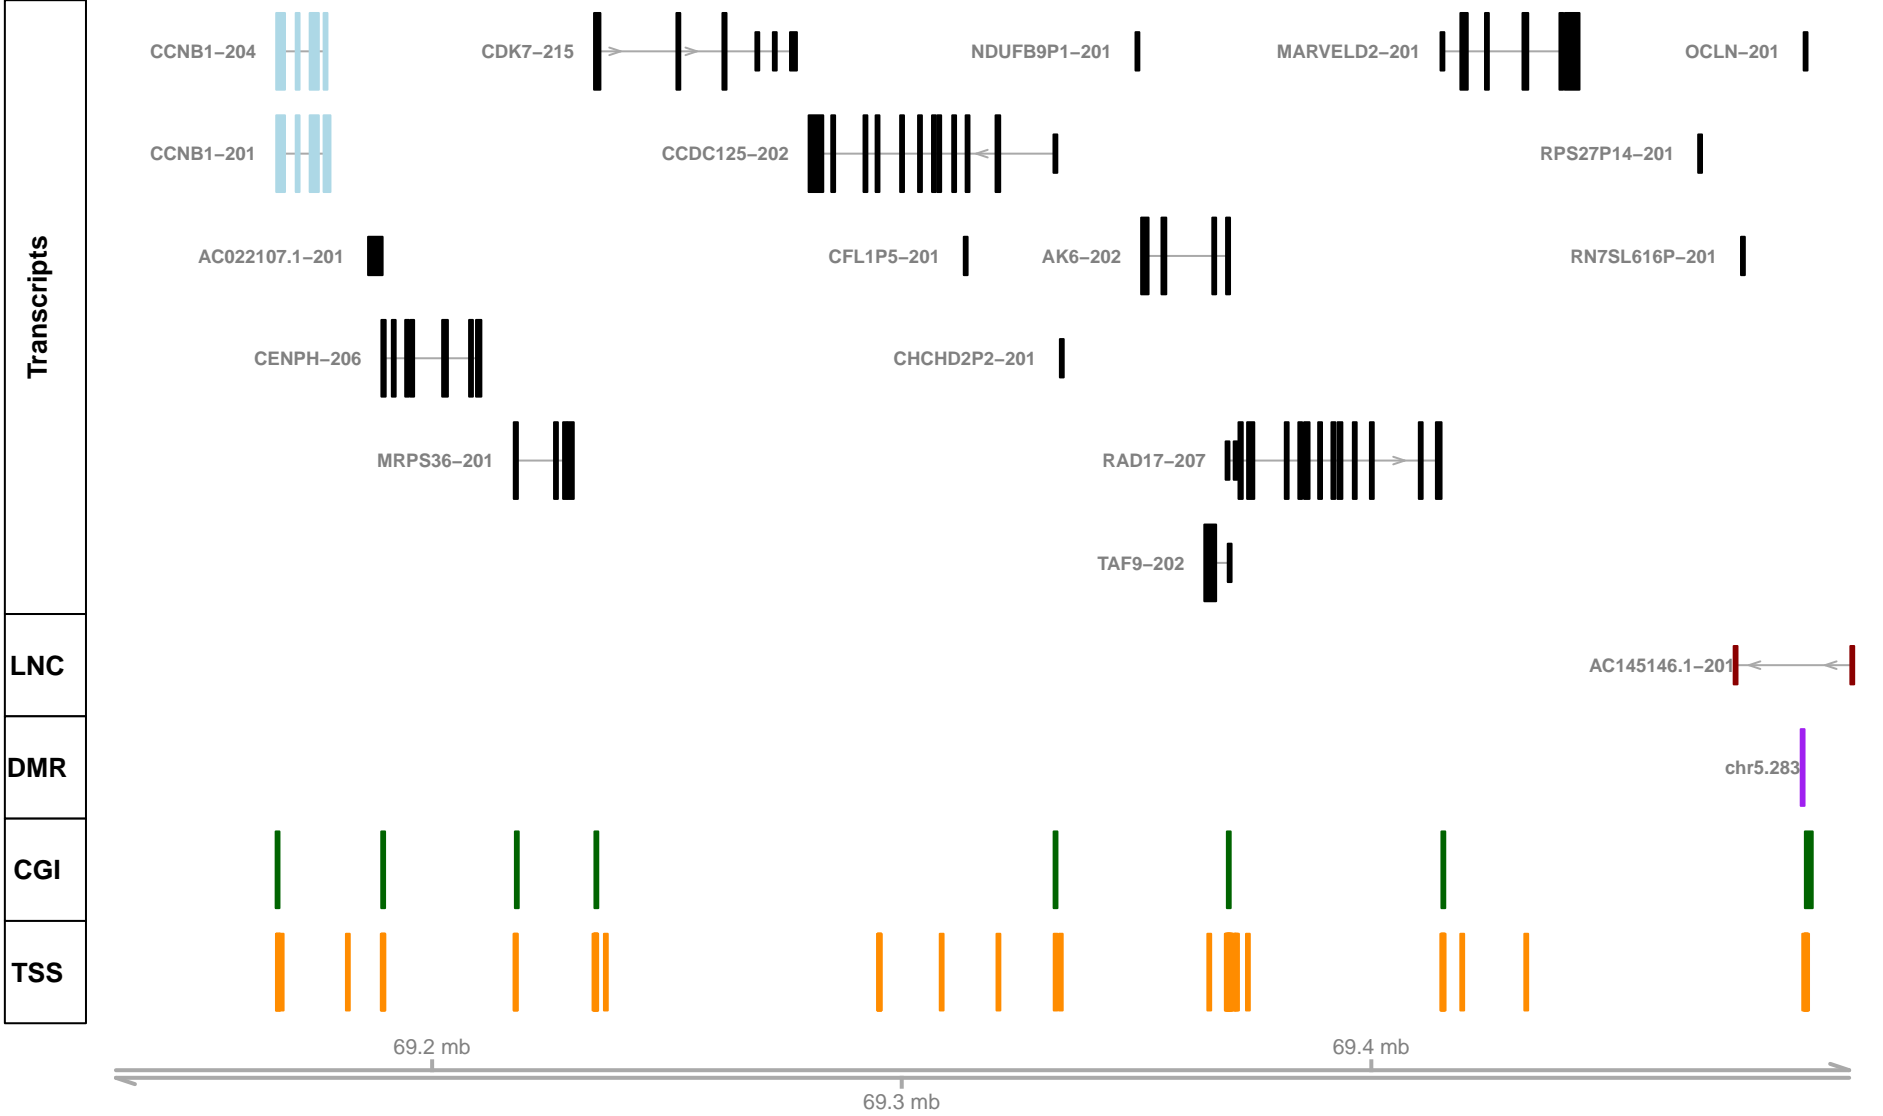 Transcripts
CCNB1−204
CDK7−215
NDUFB9P1−201
MARVELD2−201
OCLN−201
CCNB1−201
CCDC125−202
RPS27P14−201
AC022107.1−201
CFL1P5−201
AK6−202
RN7SL616P−201
CENPH−206
CHCHD2P2−201
MRPS36−201
RAD17−207
TAF9−202
LNC
AC145146.1−201
DMR
chr5.283
CGI
TSS
69.2 mb
69.4 mb
69.3 mb